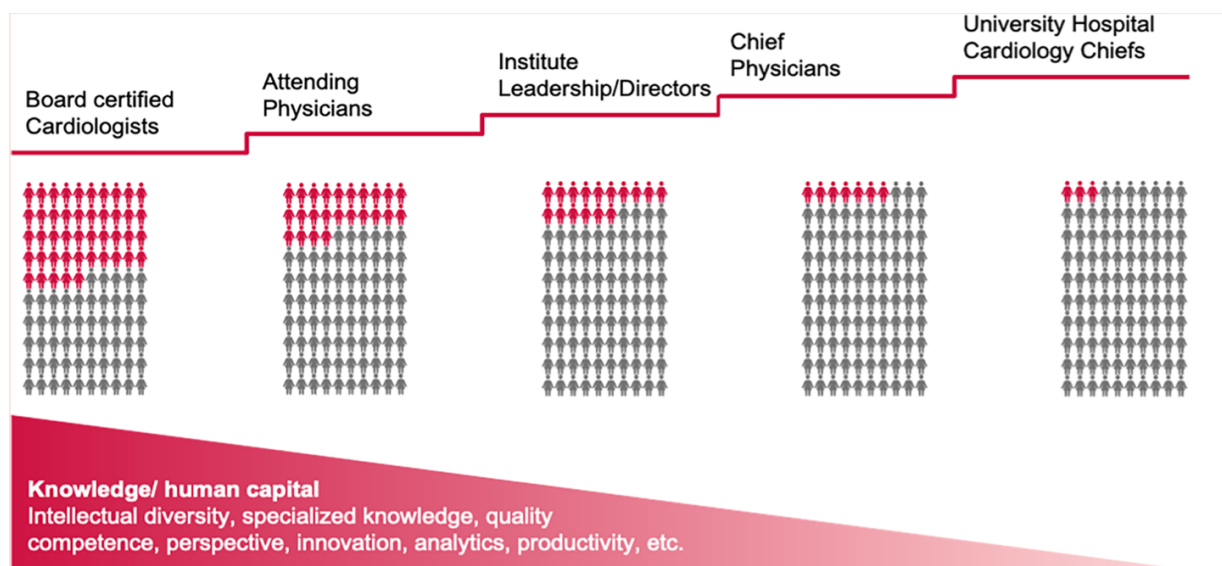 Board certified
Cardiologists
Attending
Physicians
Institute
Leadership/Directors
Chief
Physicians
University Hospital
Cardiology Chiefs
Knowledge/ human capital
Intellectual diversity, specialized knowledge, quality
competence, perspective, innovation, analytics, productivity, etc.